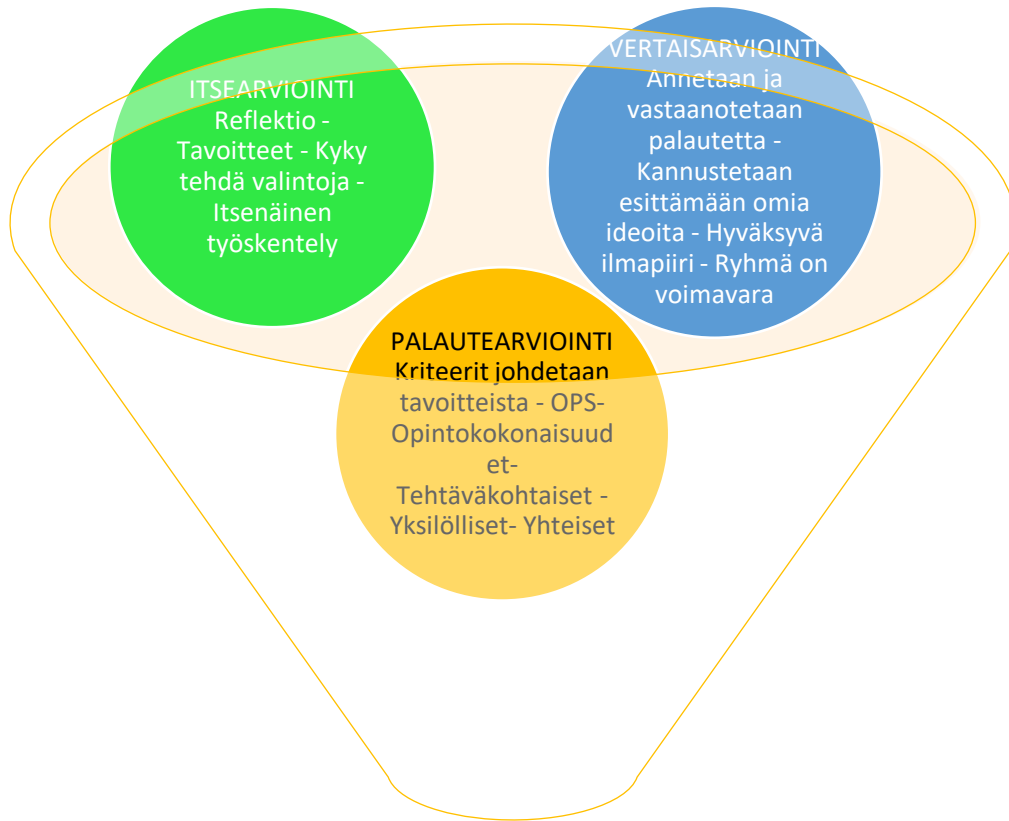 ITSEARVIOINTI
Reflektio -
Tavoitteet - Kyky
tehdä valintoja -
Itsenäinen
työskentely
VERTAISARVIOINTI
Annetaan ja
vastaanotetaan
palautetta -
Kannustetaan
esittämään omia
ideoita - Hyväksyvä
ilmapiiri - Ryhmä on
voimavara
PALAUTEARVIOINTI
Kriteerit johdetaan
tavoitteista - OPS-
Opintokokonaisuud
et-
Tehtäväkohtaiset -
Yksilölliset- Yhteiset